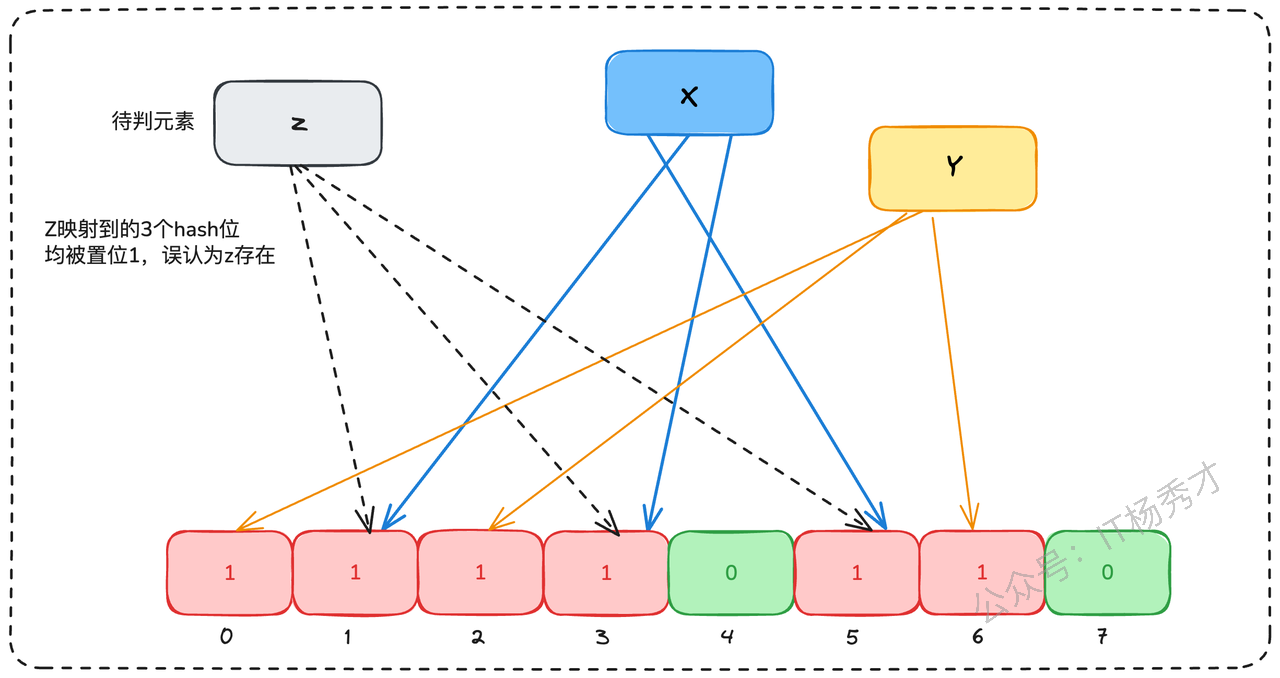 z
待判元素
X
Y
Z映射到的3个hash位
均被置位1，误认为z存在
1 1 1 1 0 1 1 0
0 1 2 3 4 5 6 7
公众号：IT杨秀才